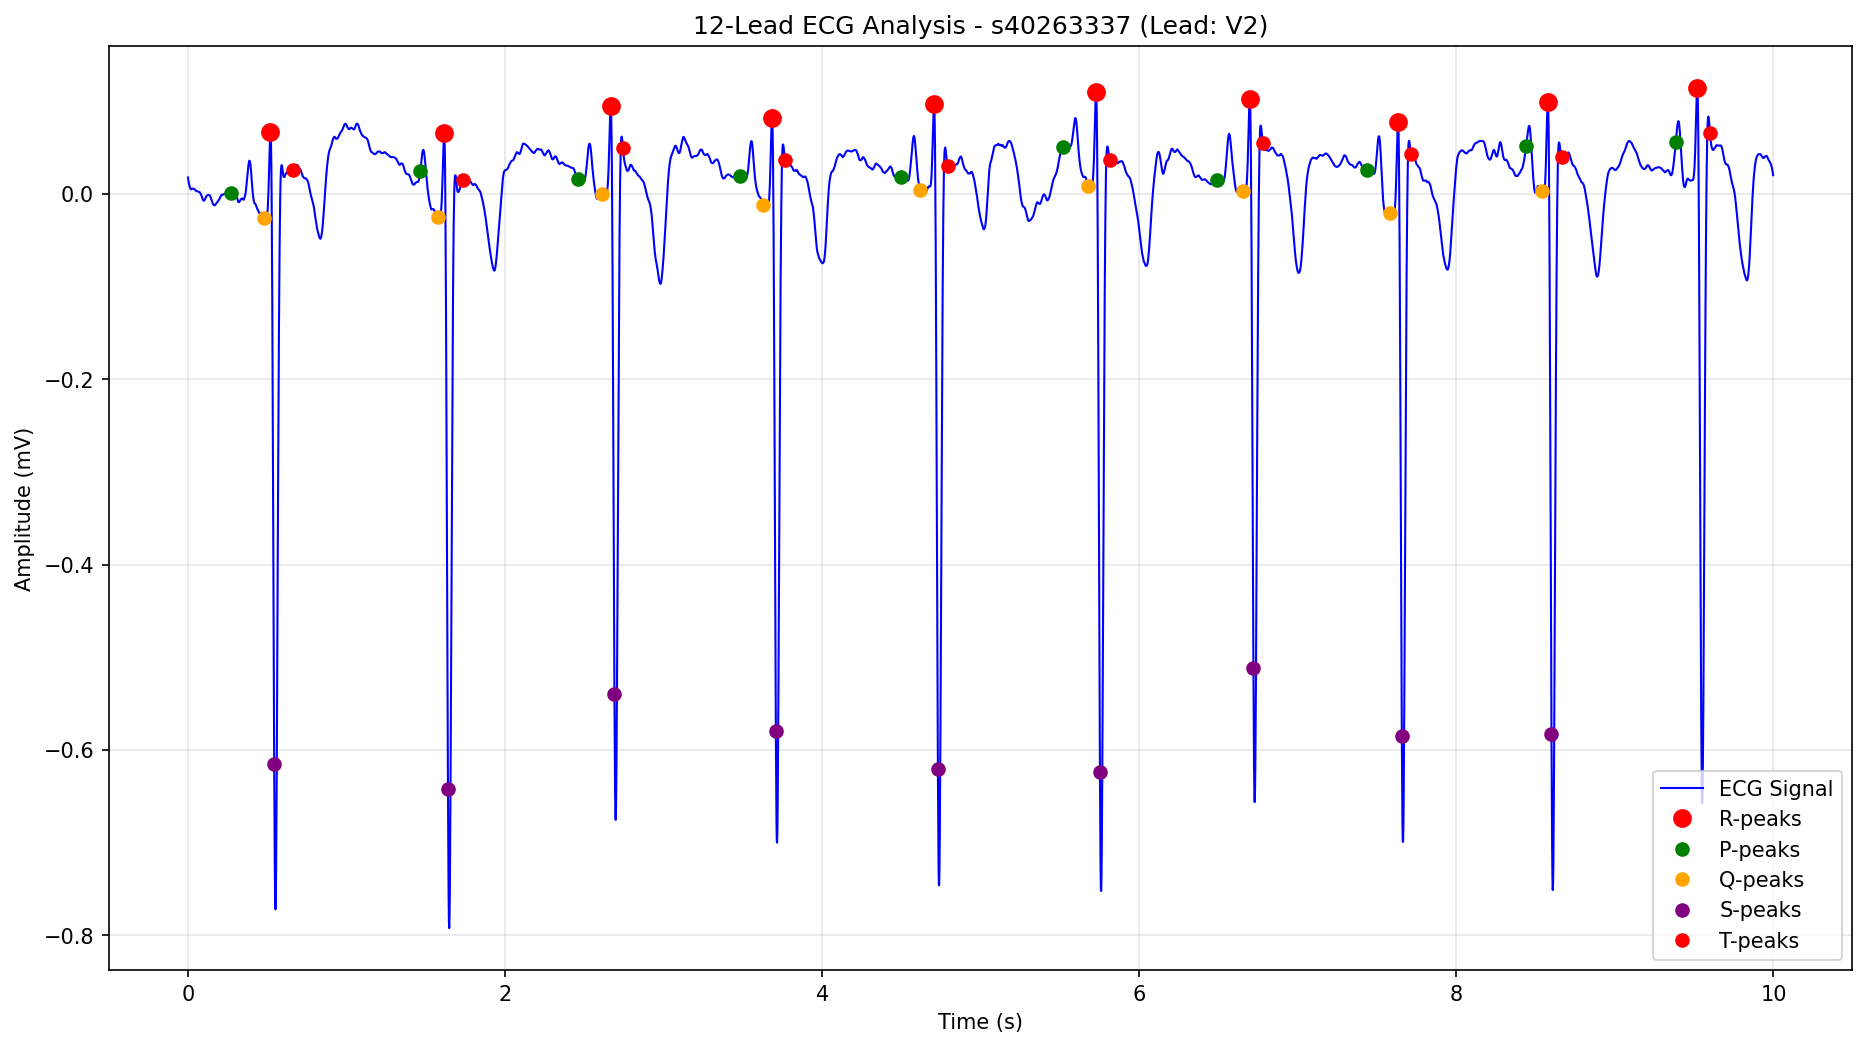 12-Lead ECG Analysis - s40263337 (Lead: V2)
Amplitude (mV)
0.0
−0.2
−0.4
−0.6
−0.8
0 2 4 6 8 10
Time (s)
ECG Signal
R-peaks
P-peaks
Q-peaks
S-peaks
T-peaks